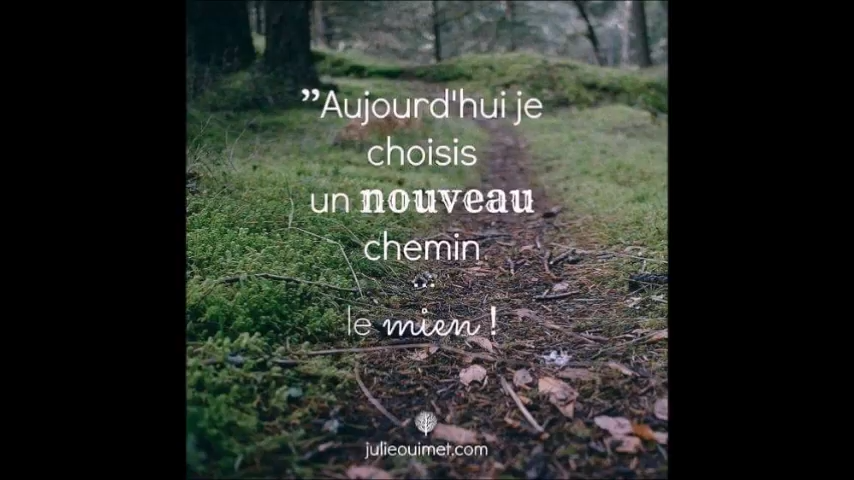 ”Aujourd'hui je
choisis
un nouveau
chemin
...
le mien !
julieouimet.com